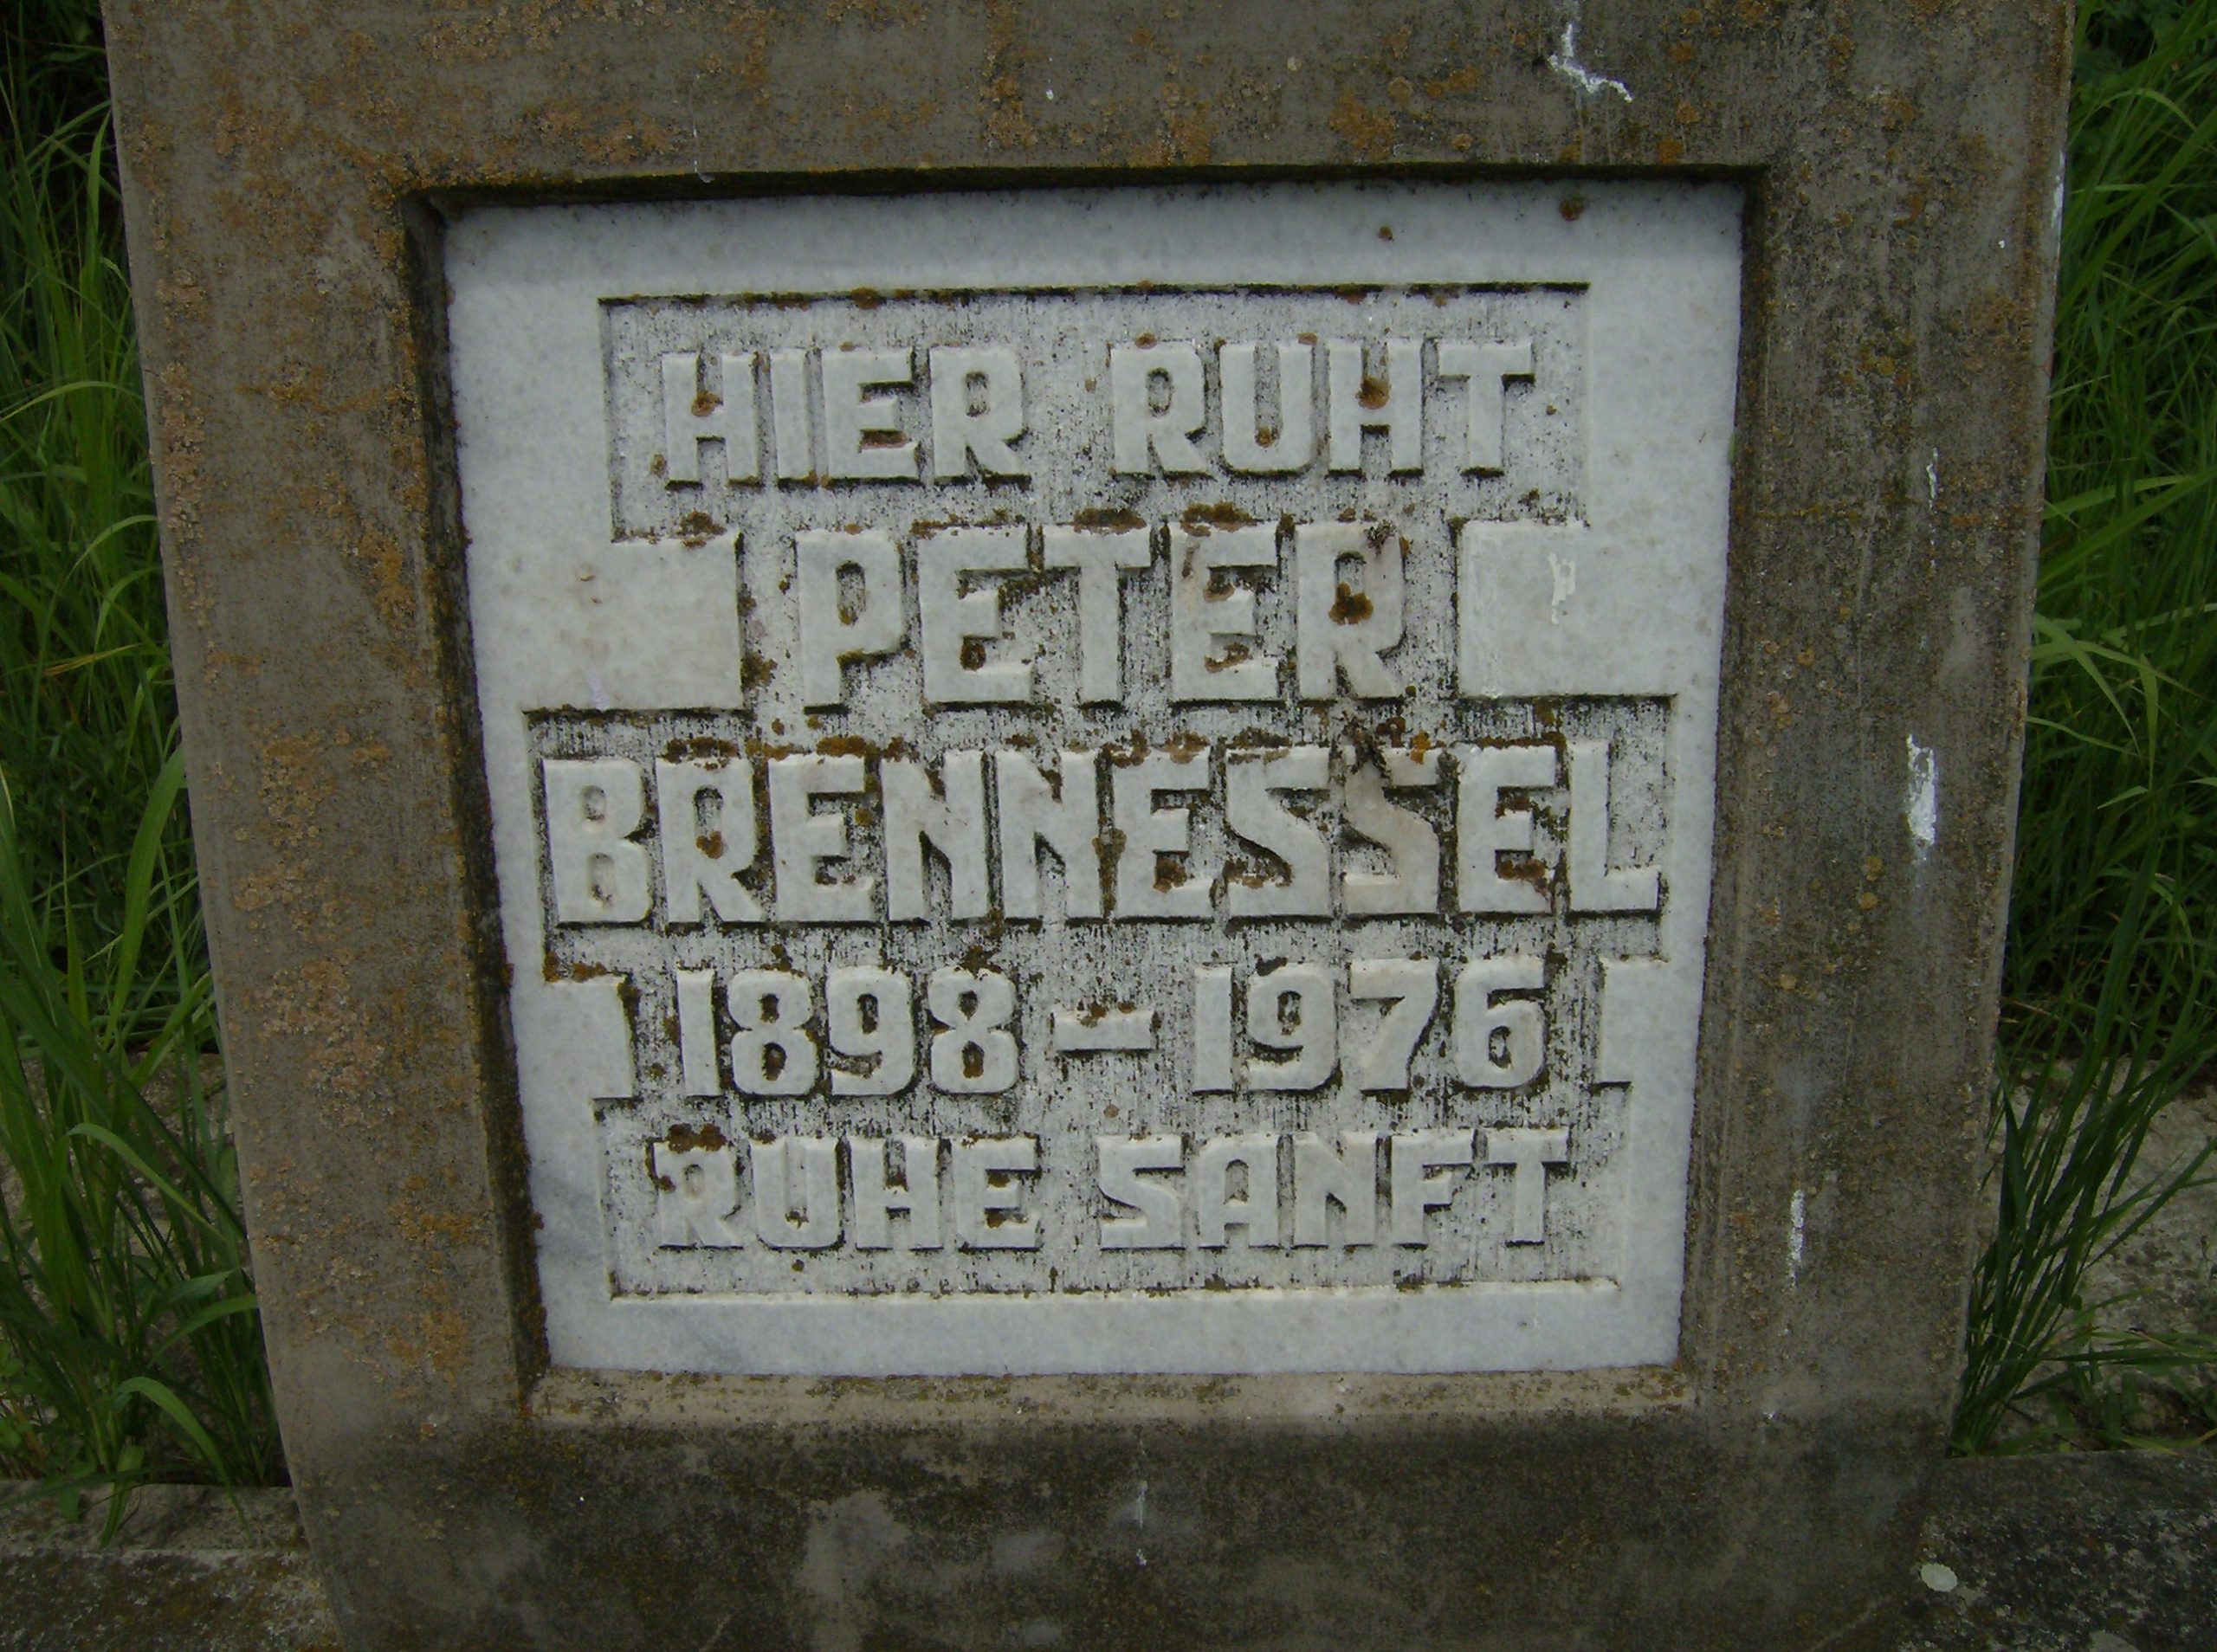 HIER RUHT
PETER
BRENNESSEL
1898 – 1976
RUHE SANFT